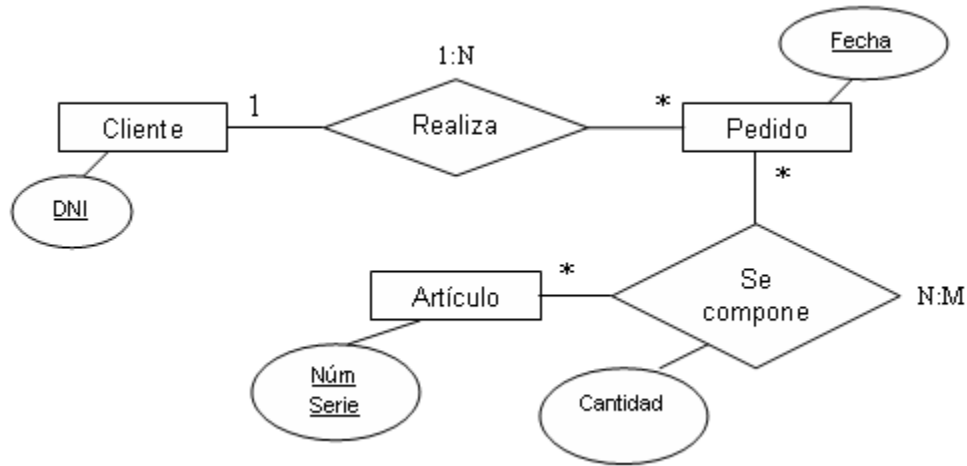 1:N
Fecha
Cliente
1
Realiza
*
Pedido
DNI
*
Artículo
*
Se
compone
N:M
Núm
Serie
Cantidad